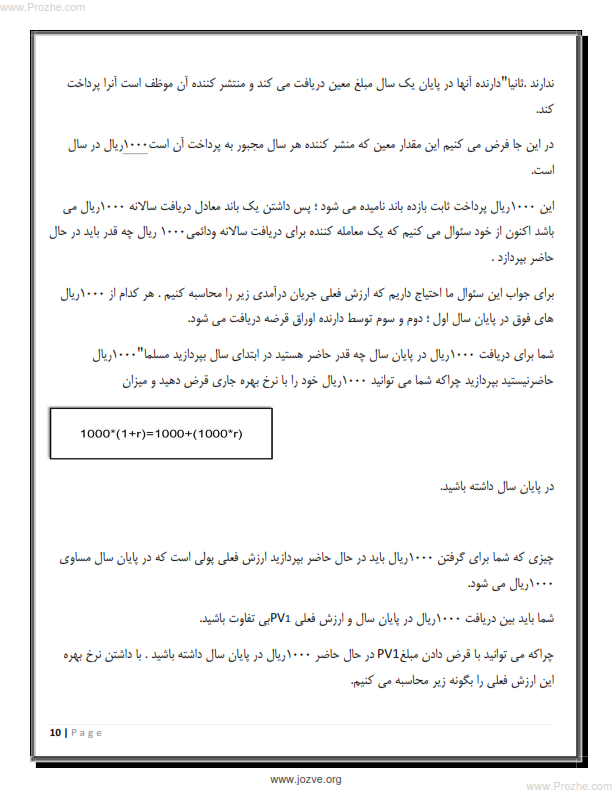 www.Prozhe.com
ندارند .ثانیا"دارنده آنها در پایان یک سال مبلغ معین دریافت می کند و منتشر کننده آن موظف است آنرا پرداخت
کند.
در این جا فرض می کنیم این مقدار معین که منشر کننده هر سال مجبور به پرداخت آن است۱۰۰۰ریال در سال
است.
این ۱۰۰۰ریال پرداخت ثابت بازده باند نامیده می شود ؛ پس داشتن یک باند معادل دریافت سالانه ۱۰۰۰ریال می
باشد اکنون از خود سئوال می کنیم که یک معامله کننده برای دریافت سالانه ودائمی۱۰۰۰ ریال چه قدر باید در حال
حاضر بپردازد .
برای جواب این سئوال ما احتیاج داریم که ارزش فعلی جریان درآمدی زیر را محاسبه کنیم . هر کدام از ۱۰۰۰ریال
های فوق در پایان سال اول ؛ دوم و سوم توسط دارنده اوراق قرضه دریافت می شود.
شما برای دریافت ۱۰۰۰ریال در پایان سال چه قدر حاضر هستید در ابتدای سال بپردازید مسلما"۱۰۰۰ریال
حاضرنیستید بپردازید چراکه شما می توانید ۱۰۰۰ریال خود را با نرخ بهره جاری قرض دهید و میزان
1000*(1+r)=1000+(1000*r)
در پایان سال داشته باشید.
چیزی که شما برای گرفتن ۱۰۰۰ریال باید در حال حاضر بپردازید ارزش فعلی پولی است که در پایان سال مساوی
۱۰۰۰ریال می شود.
شما باید بین دریافت ۱۰۰۰ریال در پایان سال و ارزش فعلی PV1بی تفاوت باشید.
چراکه می توانید با قرض دادن مبلغPV1 در حال حاضر ۱۰۰۰ریال در پایان سال داشته باشید . با داشتن نرخ بهره
این ارزش فعلی را بگونه زیر محاسبه می کنیم.
10 | Page
www.jozve.org
www.Prozhe.com